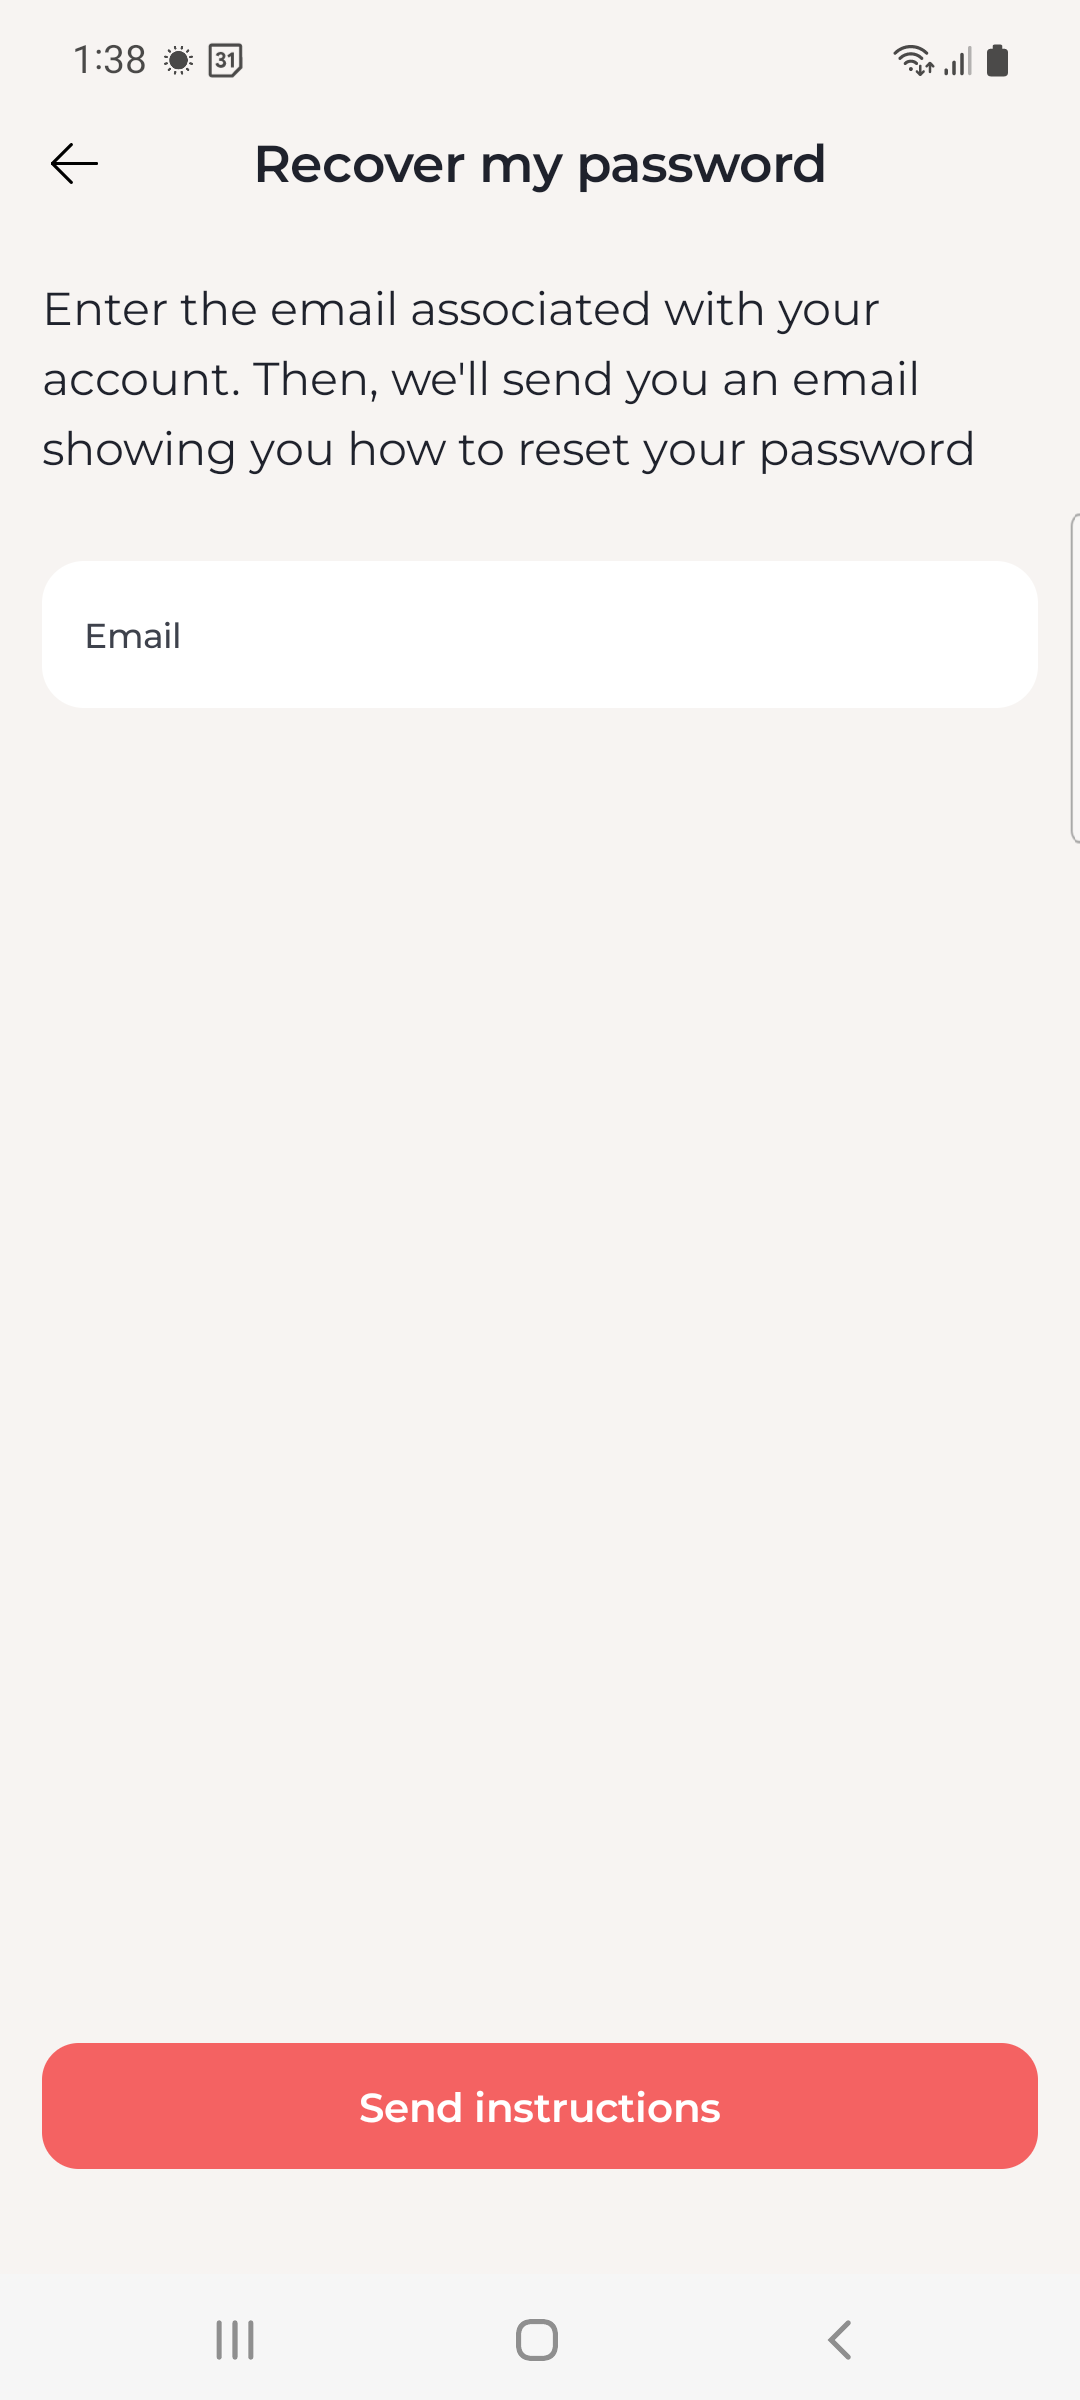 1:38 31
Recover my password
Enter the email associated with your
account. Then, we'll send you an email
showing you how to reset your password
Email
Send instructions